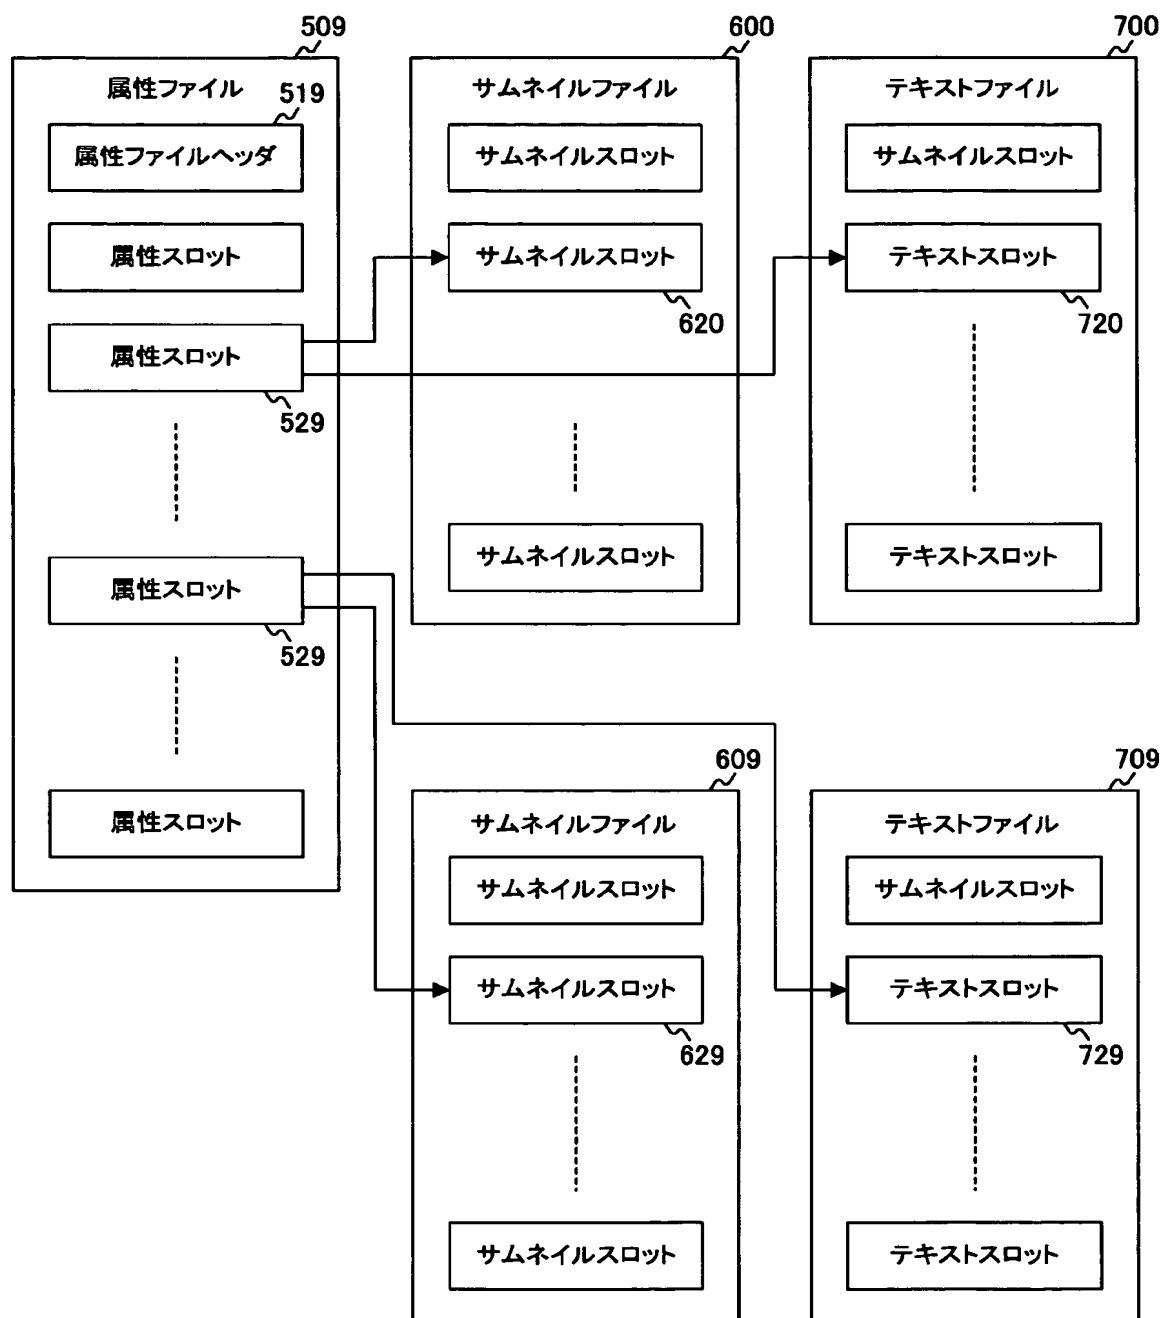 509
属性ファイル
519
属性ファイルヘッダ
属性スロット
属性スロット
529
属性スロット
529
属性スロット
600
サムネイルファイル
サムネイルスロット
サムネイルスロット
620
サムネイルスロット
700
テキストファイル
サムネイルスロット
テキストスロット
720
テキストスロット
609
サムネイルファイル
サムネイルスロット
サムネイルスロット
629
サムネイルスロット
709
テキストファイル
サムネイルスロット
テキストスロット
729
テキストスロット